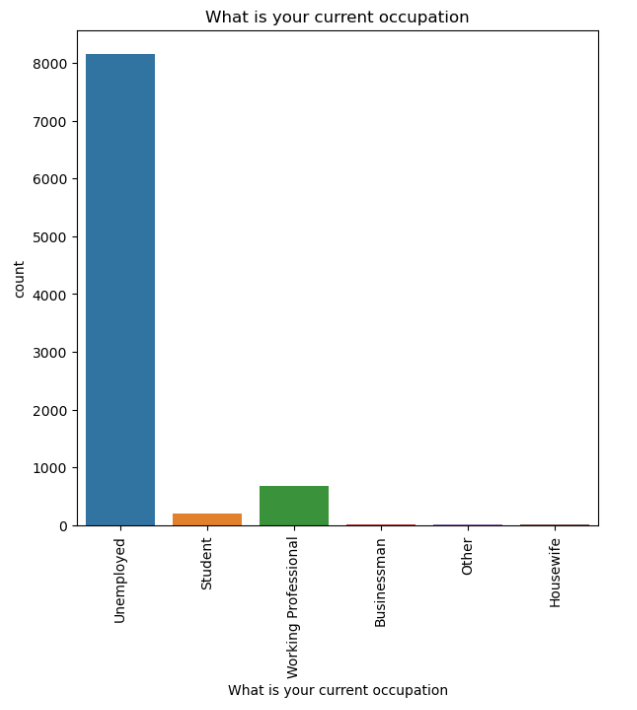 What is your current occupation
8000
7000
6000
5000
4000
3000
2000
1000
0
count
Unemployed
Student
Working Professional
Businessman
Other
Housewife
What is your current occupation